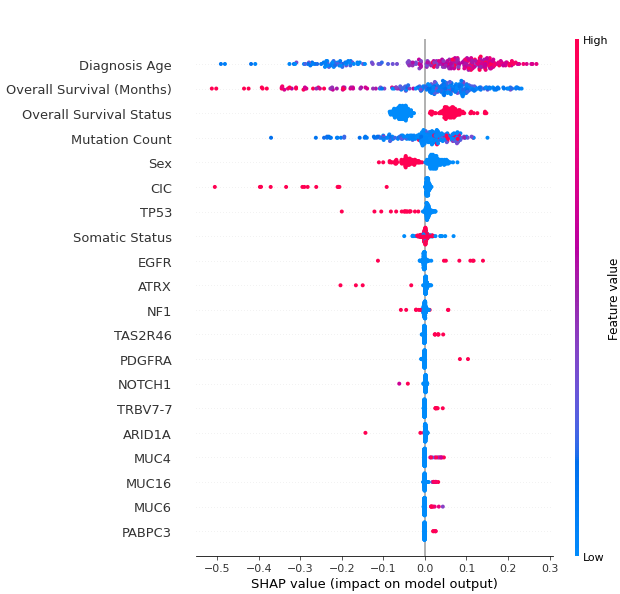 High
Diagnosis Age
Overall Survival (Months)
Overall Survival Status
Mutation Count
Sex
CIC
TP53
Somatic Status
EGFR
ATRX
NF1
TAS2R46
PDGFRA
NOTCH1
TRBV7-7
ARID1A
MUC4
MUC16
MUC6
PABPC3
Feature value
Low
−0.5 −0.4 −0.3 −0.2 −0.1 0.0 0.1 0.2 0.3
SHAP value (impact on model output)